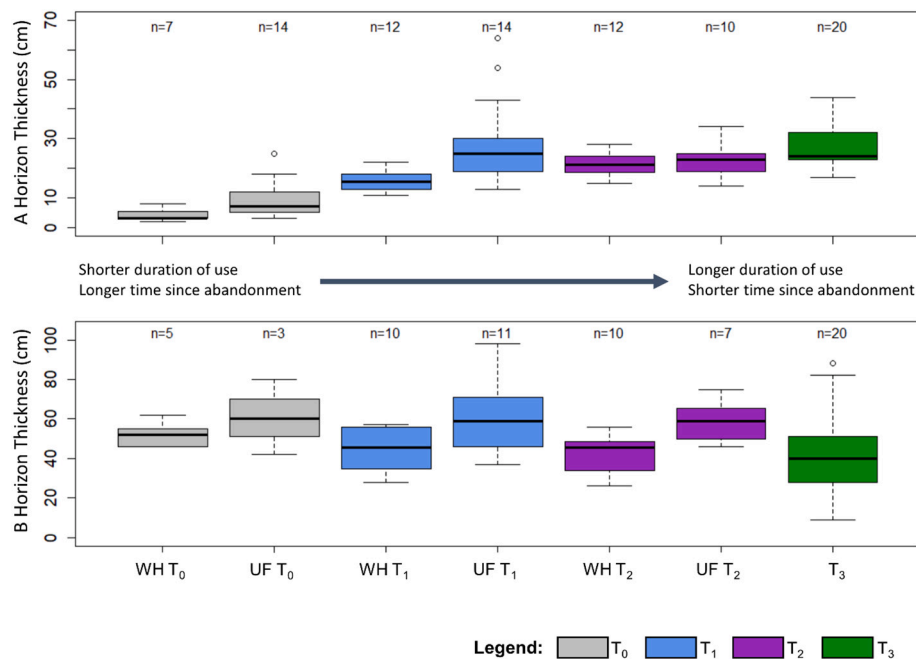 A Horizon Thickness (cm)
70
50
30
10
0
n=7 n=14 n=12 n=14 n=12 n=10 n=20
Shorter duration of use
Longer time since abandonment
Longer duration of use
Shorter time since abandonment
B Horizon Thickness (cm)
100
80
60
40
20
0
n=5 n=3 n=10 n=11 n=10 n=7 n=20
WH T₀ UF T₀ WH T₁ UF T₁ WH T₂ UF T₂ T₃
Legend: T₀ T₁ T₂ T₃